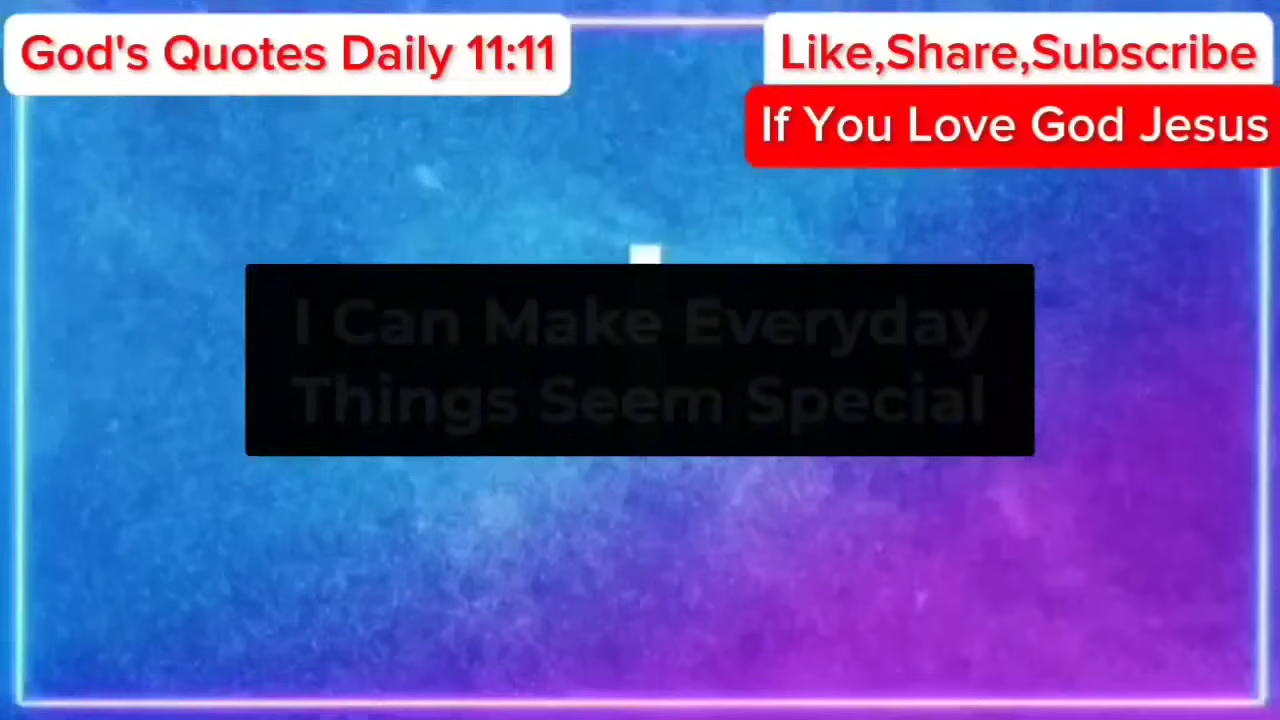 God's Quotes Daily 11:11
Like,Share,Subscribe
If You Love God Jesus
I Can Make Everyday
Things Seem Special